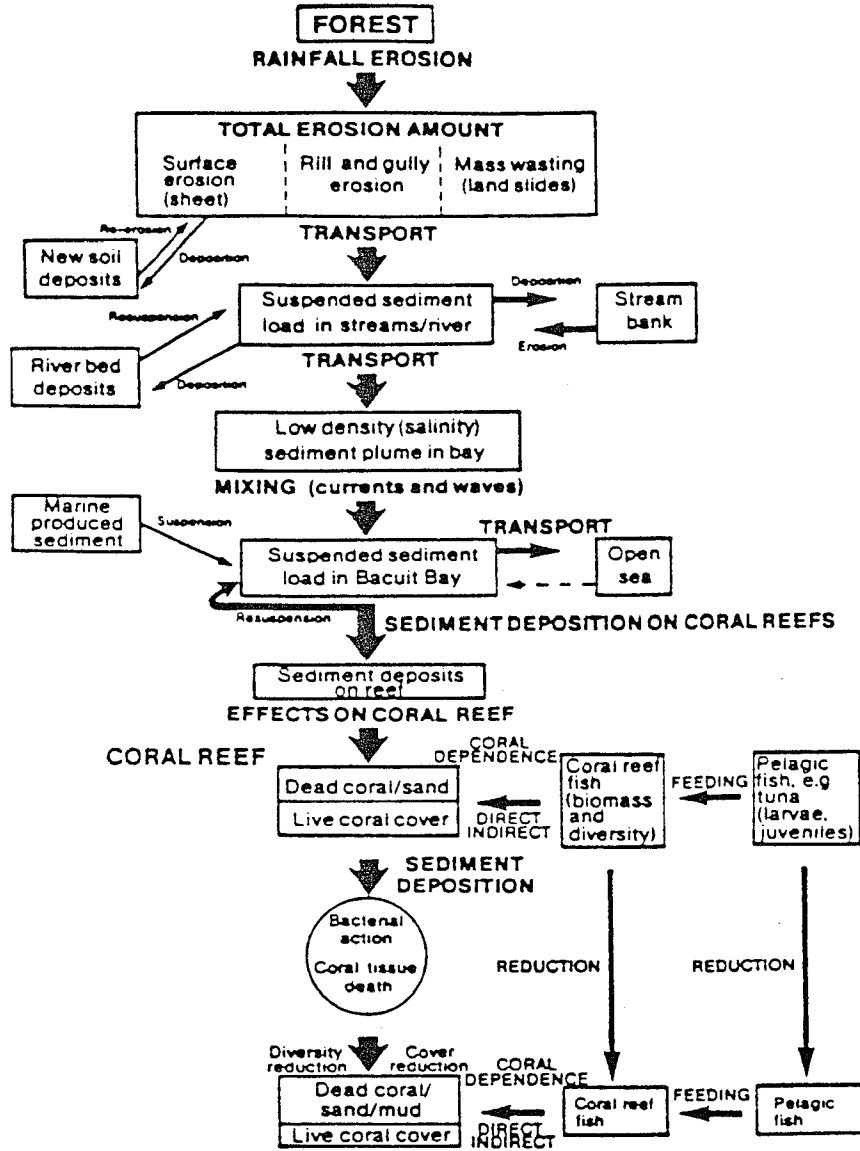 FOREST
RAINFALL EROSION
TOTAL EROSION AMOUNT
Surface
erosion
(sheet)
Rill and gully
erosion
Mass wasting
(land slides)
Re-erosion
Deposition
New soil
deposits
TRANSPORT
Suspended sediment
load in streams/river
Deposition
Erosion
Stream
bank
Resuspension
Deposition
River bed
deposits
TRANSPORT
Low density (salinity)
sediment plume in bay
MIXING (currents and waves)
Marine
produced
sediment
Suspension
Suspended sediment
load in Bacuit Bay
TRANSPORT
Open
sea
Resuspension
SEDIMENT DEPOSITION ON CORAL REEFS
Sediment deposits
on reef
EFFECTS ON CORAL REEF
CORAL REEF
Dead coral/sand
Live coral cover
CORAL
DEPENDENCE
DIRECT
INDIRECT
Coral reef
fish
(biomass
and
diversity)
FEEDING
Pelagic
fish, e.g
tuna
(larvae,
juveniles)
SEDIMENT
DEPOSITION
Bacterial
action
Coral tissue
death
REDUCTION
REDUCTION
Diversity
reduction
Cover
reduction
Dead coral/
sand/mud
Live coral cover
CORAL
DEPENDENCE
DIRECT
INDIRECT
Coral reef
fish
FEEDING
Pelagic
fish